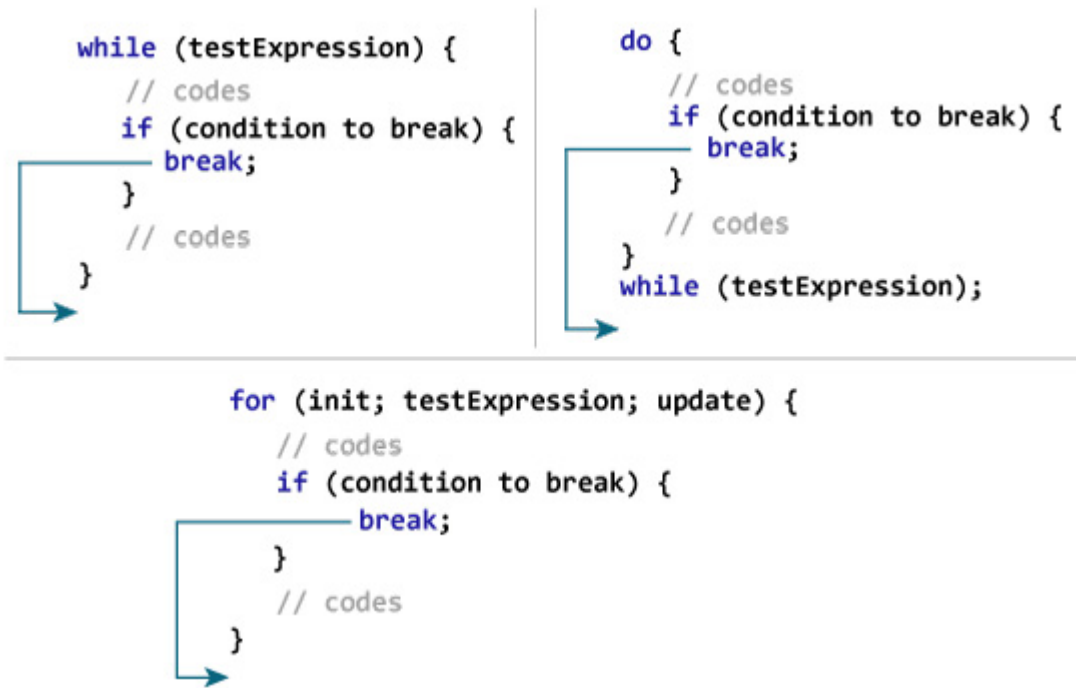 while (testExpression) {
// codes
if (condition to break) {
break;
}
// codes
}
do {
// codes
if (condition to break) {
break;
}
// codes
}
while (testExpression);
for (init; testExpression; update) {
// codes
if (condition to break) {
break;
}
// codes
}